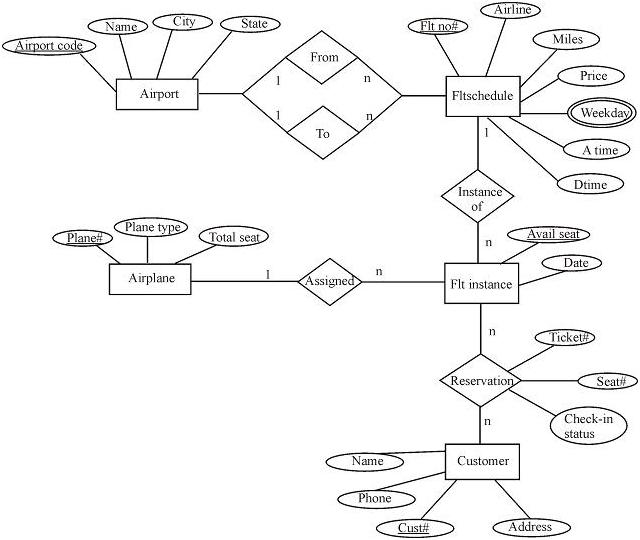 Airline
Flt no#
City
Name
State
Miles
Airport code
From
Price
1
n
Airport
Fltschedule
Weekday
1
n
To
1
A time
Dtime
Instance
of
Plane type
Avail seat
Plane#
Total seat
n
Date
1
n
Airplane
Assigned
Flt instance
n
Ticket#
Reservation
Seat#
Check-in
status
n
Name
Customer
Phone
Cust#
Address